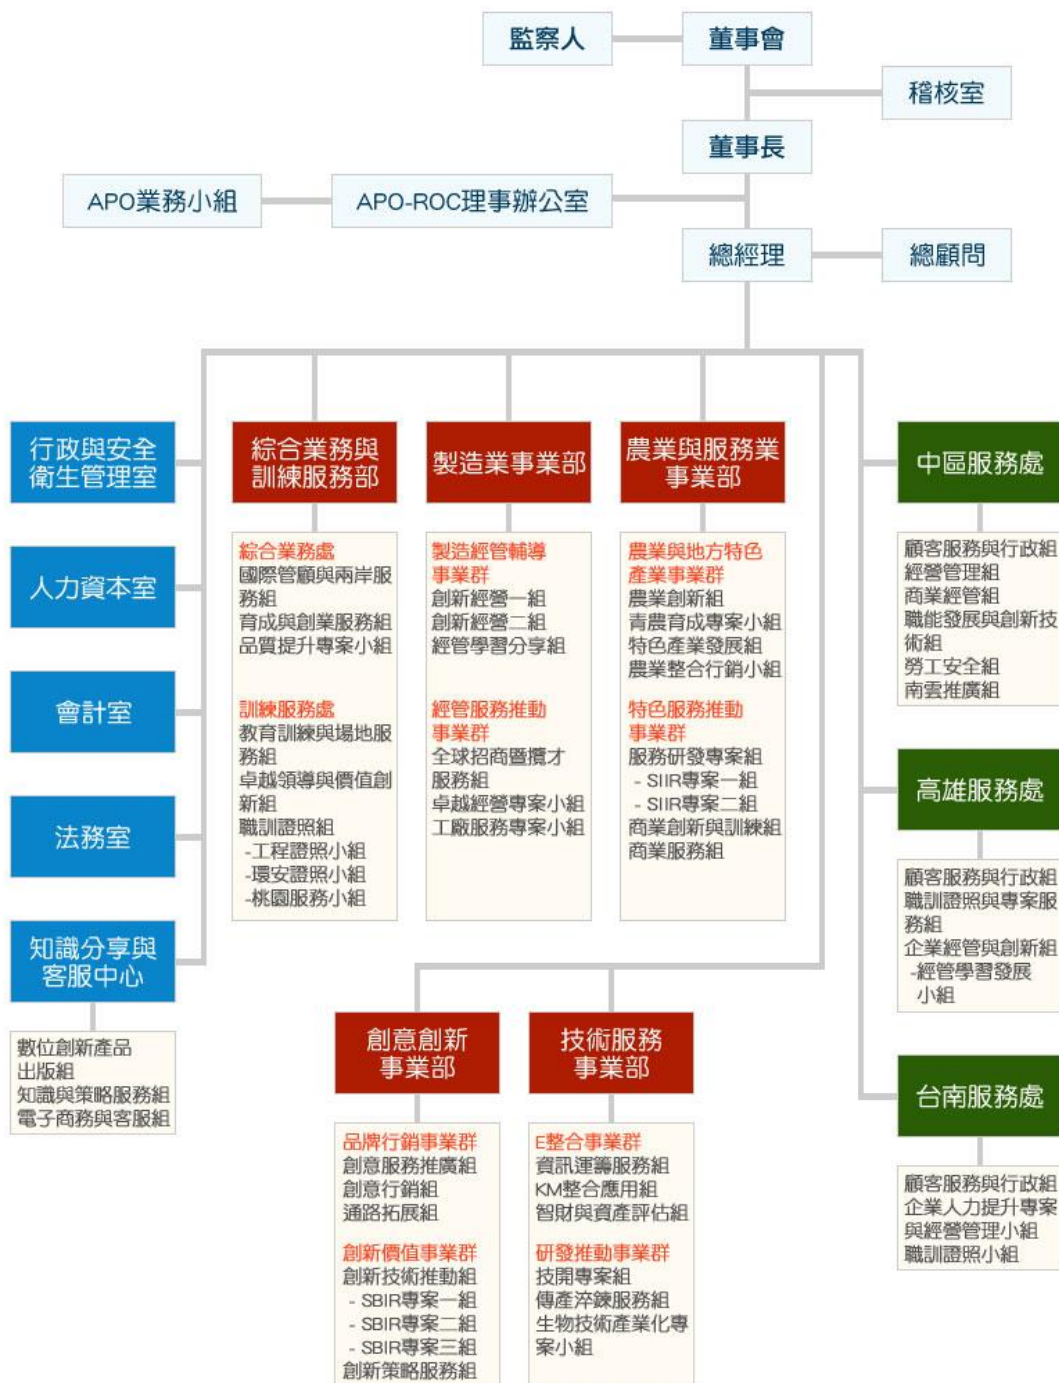 監察人
董事會
稽核室
董事長
APO業務小組
APO-ROC理事辦公室
總經理
總顧問
行政與安全
衛生管理室
人力資本室
會計室
法務室
知識分享與
客服中心
數位創新產品
出版組
知識與策略服務組
電子商務與客服組
綜合業務與
訓練服務部
綜合業務處
國際管顧與兩岸服
務組
育成與創業服務組
品質提升專案小組
訓練服務處
教育訓練與場地服
務組
卓越領導與價值創
新組
職訓證照組
-工程證照小組
-環安證照小組
-桃園服務小組
製造業事業部
製造經管輔導
事業群
創新經營一組
創新經營二組
經管學習分享組
經管服務推動
事業群
全球招商暨攬才
服務組
卓越經營專案小組
工廠服務專案小組
農業與服務業
事業部
農業與地方特色
產業事業群
農業創新組
青農育成專案小組
特色產業發展組
農業整合行銷小組
特色服務推動
事業群
服務研發專案組
- SIIR專案一組
- SIIR專案二組
商業創新與訓練組
商業服務組
創意創新
事業部
品牌行銷事業群
創意服務推廣組
創意行銷組
通路拓展組
創新價值事業群
創新技術推動組
- SBIR專案一組
- SBIR專案二組
- SBIR專案三組
創新策略服務組
技術服務
事業部
E整合事業群
資訊運籌服務組
KM整合應用組
智財與資產評估組
研發推動事業群
技開專案組
傳產淬鍊服務組
生物技術產業化專
案小組
中區服務處
顧客服務與行政組
經營管理組
商業經管組
職能發展與創新技
術組
勞工安全組
南雲推廣組
高雄服務處
顧客服務與行政組
職訓證照與專案服
務組
企業經管與創新組
-經管學習發展
小組
台南服務處
顧客服務與行政組
企業人力提升專案
與經營管理小組
職訓證照小組